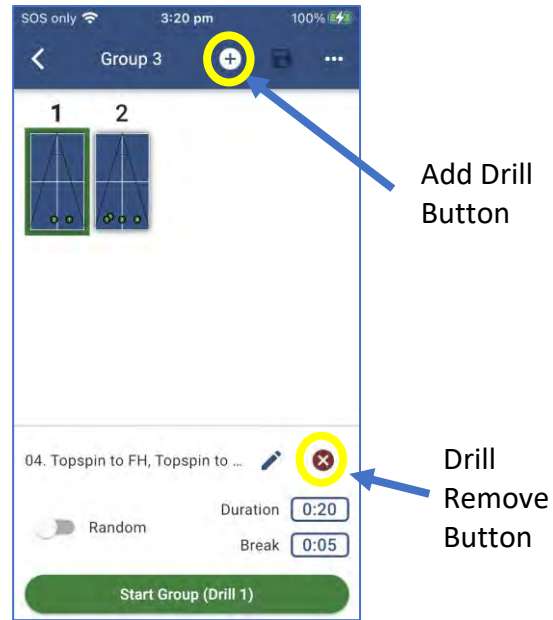 SOS only 3:20 pm 100%
Group 3
1 2
Add Drill
Button
04. Topspin to FH, Topspin to ...
Drill
Remove
Button
Duration 0:20
Random
Break 0:05
Start Group (Drill 1)